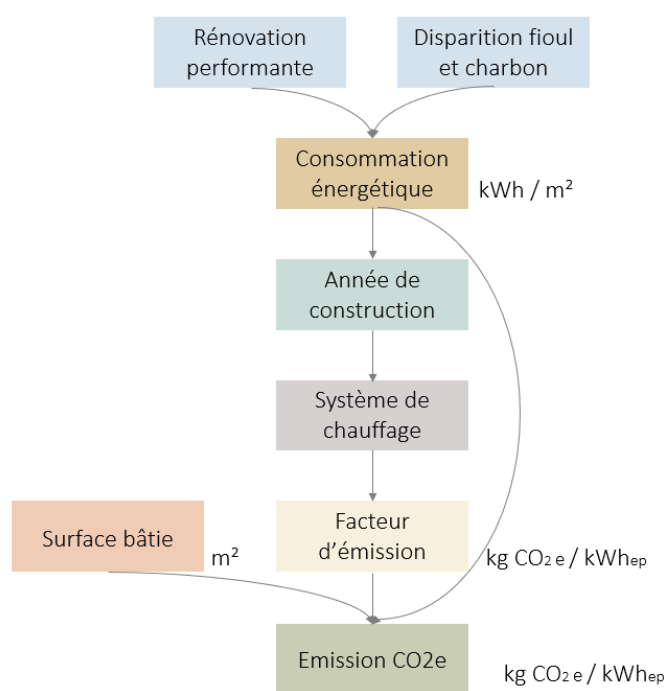 Rénovation
performante
Disparition fioul
et charbon
Consommation
énergétique
kWh / m²
Année de
construction
Système de
chauffage
Surface bâtie
m²
Facteur
d’émission
kg CO₂ e / kWhep
Emission CO2e
kg CO₂ e / kWhep